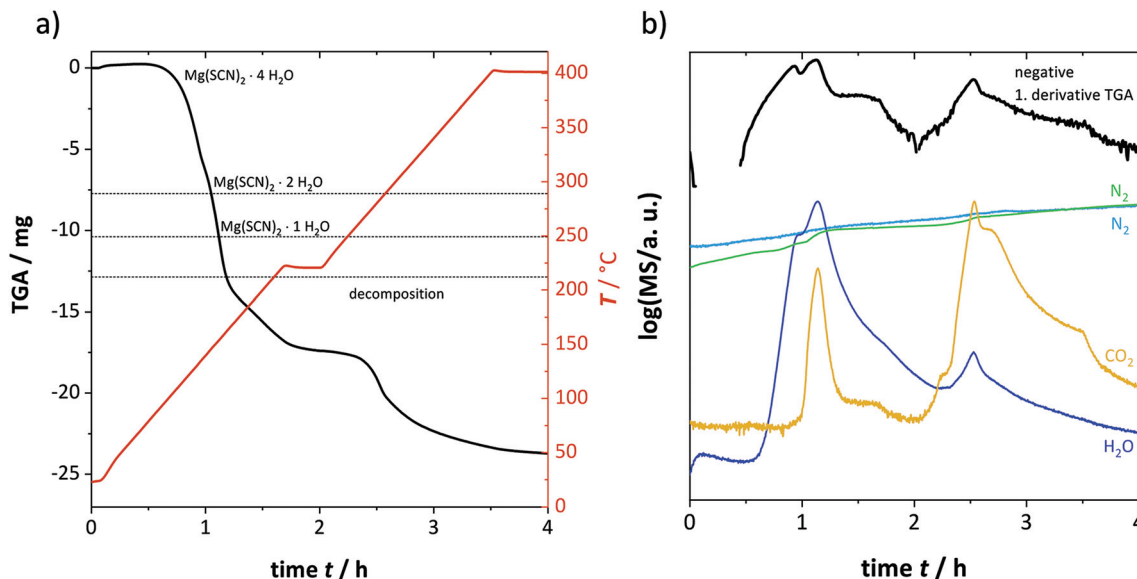 a)
0
-5
-10
-15
-20
-25
TGA / mg
Mg(SCN)₂ · 4 H₂O
Mg(SCN)₂ · 2 H₂O
Mg(SCN)₂ · 1 H₂O
decomposition
400
350
300
250
200
150
100
50
0
T / °C
0 1 2 3 4
time t / h
b)
log(MS/a. u.)
negative
1. derivative TGA
N₂
N₂
CO₂
H₂O
0 1 2 3 4
time t / h